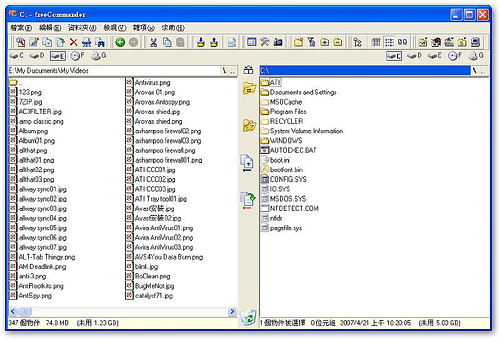 C: - freeCommander
檔案(F) 編輯(E) 資料夾(O) 檢視(V) 雜項(X) 求助(H)
C D E F G
C D E F G
E:\My Documents\My Videos \ ..
..
123.png
7ZIP.jpg
AC3FILTER.jpg
amp classic.png
Album.png
Album01.png
allthat.png
allthat01.png
allthat02.png
allthat03.png
allway sync01.jpg
allway sync02.jpg
allway sync03.jpg
allway sync04.jpg
allway sync05.jpg
allway sync06.jpg
allway sync07.jpg
ALT-Tab Thingy.png
AM Deadlink.png
anti-3.png
AntiRootkits.png
AntiSpy.png
Antivirus.png
Arovax 01.png
Arovax Antispy.png
Arovax shied.jpg
Arovax shied.png
ashampoo firewal02.png
ashampoo firewal03.png
ashampoo firewall.png
ashampoo firewall01.png
ATI CCC01.jpg
ATI CCC02.jpg
ATI CCC03.jpg
ATI Traytool01.jpg
Avast安裝.jpg
Avast安裝02.jpg
Avira AntiVirus01.png
Avira AntiVirus02.png
Avira AntiVirus03.png
AVS4You Data Burn.png
blink.jpg
BoClean.png
BugMeNot.jpg
catalyst71.jpg
C:\ \ ..
ATI
Documents and Settings
MSOCache
Program Files
RECYCLER
System Volume Information
WINDOWS
AUTOEXEC.BAT
boot.ini
bootfont.bin
CONFIG.SYS
IO.SYS
MSDOS.SYS
NTDETECT.COM
ntldr
pagefile.sys
347 個物件 74.8 MB (未用 1.23 GB)
1 個物件被選擇 0 位元組 2007/4/21 上午 10:20:05 (未用 5.03 GB)